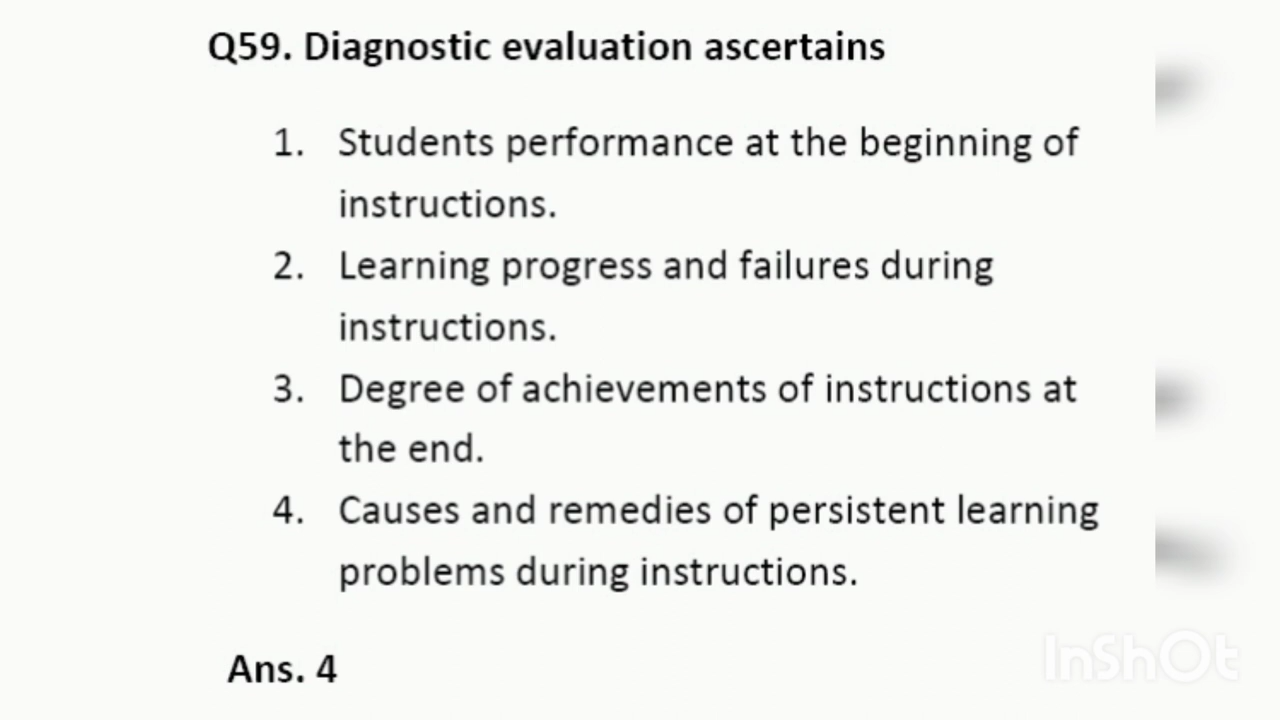 Q59. Diagnostic evaluation ascertains
1. Students performance at the beginning of
instructions.
2. Learning progress and failures during
instructions.
3. Degree of achievements of instructions at
the end.
4. Causes and remedies of persistent learning
problems during instructions.
Ans. 4
InShOt